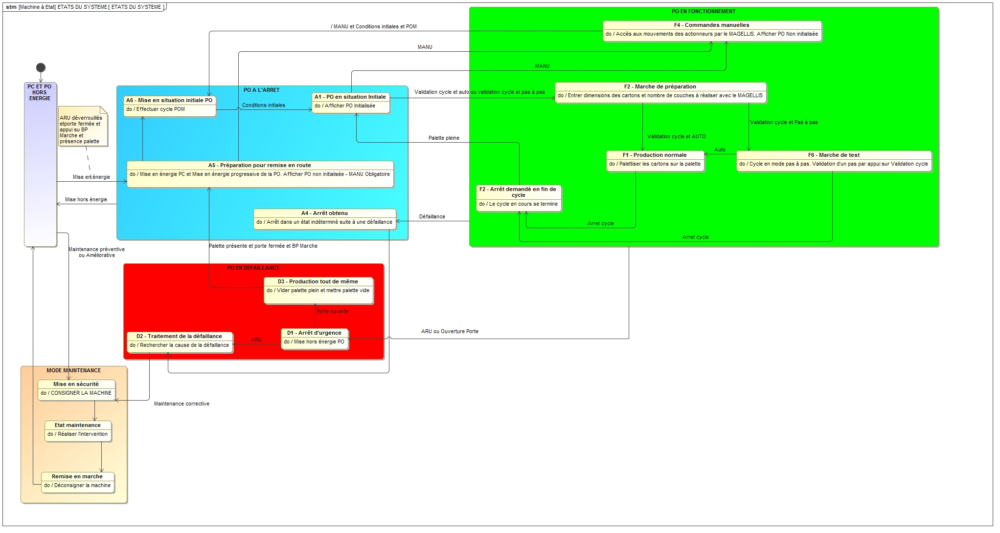 stm [Machine à Etat] ETATS DU SYSTEME [ ETATS DU SYSTEME ]
PO EN FONCTIONNEMENT
F4 - Commandes manuelles
do / Accès aux mouvements des actionneurs par le MAGELLIS. Afficher PO Non initialisée
/ MANU et Conditions initiales et POM
MANU
MANU
PC ET PO
HORS
ENERGIE
ARU déverrouillés
etporte fermée et
appui su BP
Marche et
présence palette
PO A L'ARRET
A6 - Mise en situation initiale PO
do / Effectuer cycle POM
Conditions initiales
A1 - PO en situation Initiale
do / Afficher PO Initialisée
Validation cycle et auto ou validation cycle et pas à pas
F2 - Marche de préparation
do / Entrer dimensions des cartons et nombre de couches à réaliser avec le MAGELLIS
Validation cycle et Pas à pas
Validation cycle et AUTO
Palette pleine
F1 - Production normale
do / Palettiser les cartons sur la palette
Auto
F6 - Marche de test
do / Cycle en mode pas à pas. Validation d'un pas par appui sur Validation cycle
A5 - Préparation pour remise en route
do / Mise en énergie PC et Mise en énergie progressive de la PO. Afficher PO non initialisée - MANU Obligatoire
Mise en énergie
Mise hors énergie
F2 - Arrêt demandé en fin de
cycle
do / Le cycle en cours se termine
A4 - Arrêt obtenu
do / Arrêt dans un état indéterminé suite à une défaillance
Défaillance
Arret cycle
Arret cycle
Palette présente et porte fermée et BP Marche
Maintenance préventive
ou Améliorative
PO EN DEFAILLANCE
D3 - Production tout de même
do / Vider palette plein et mettre palette vide
Porte ouverte
D2 - Traitement de la défaillance
do / Rechercher la cause de la défaillance
ARU
D1 - Arrêt d'urgence
do / Mise hors énergie PO
ARU ou Ouverture Porte
MODE MAINTENANCE
Mise en sécurité
do / CONSIGNER LA MACHINE
Maintenance corrective
Etat maintenance
do / Réaliser l'intervention
Remise en marche
do / Déconsigner la machine